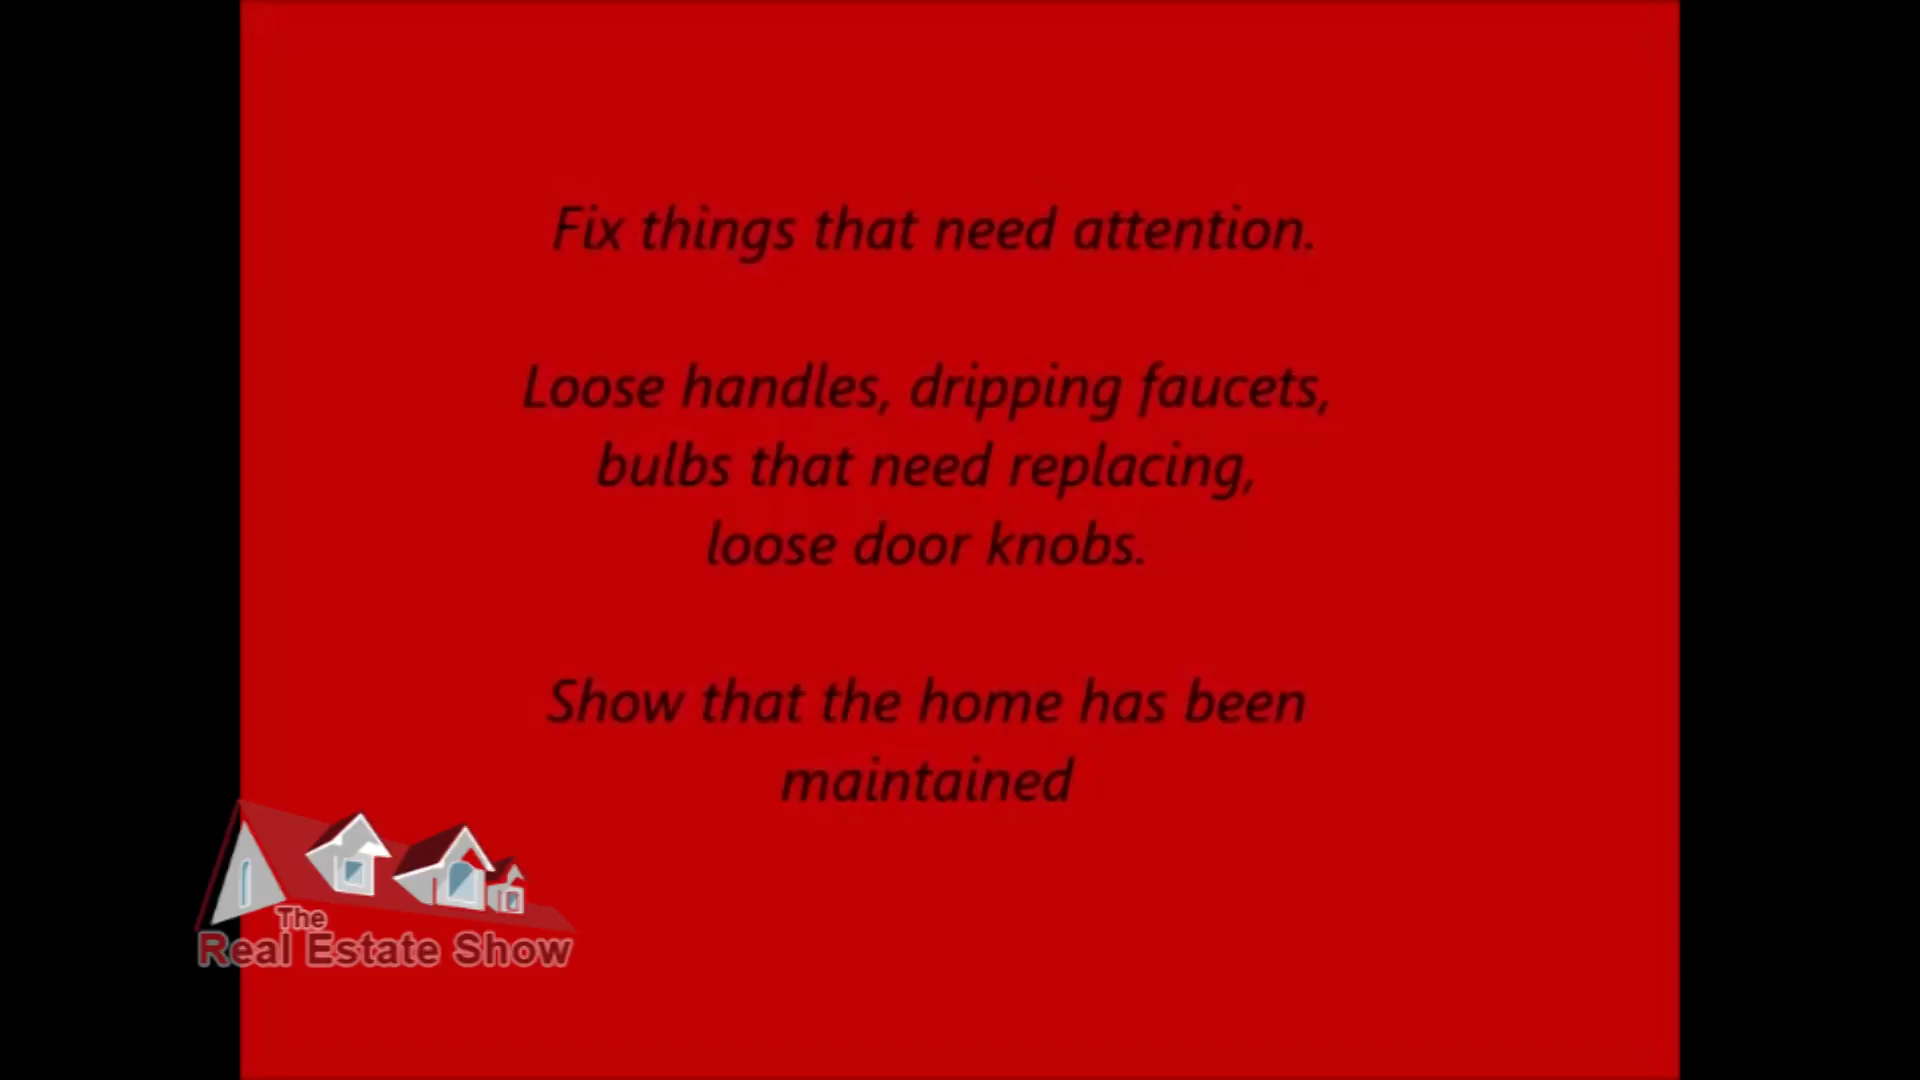 Fix things that need attention.
Loose handles, dripping faucets,
bulbs that need replacing,
loose door knobs.
Show that the home has been
maintained
The
Real Estate Show